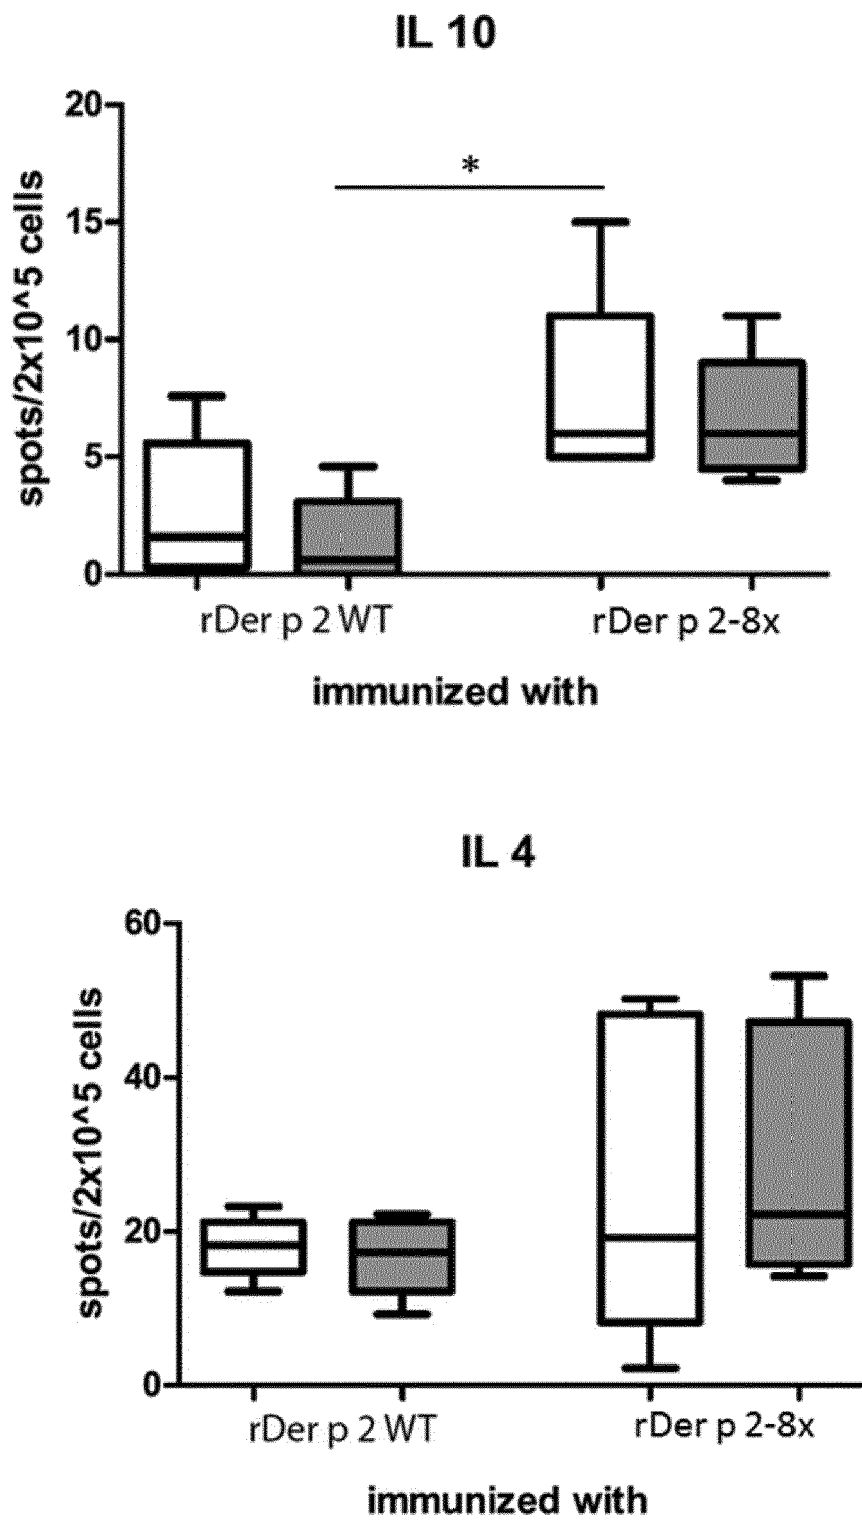 IL 10
20
*
15
10
5
0
spots/2x10^5 cells
rDer p 2 WT
rDer p 2-8x
immunized with
IL 4
60
40
20
0
spots/2x10^5 cells
rDer p 2 WT
rDer p 2-8x
immunized with